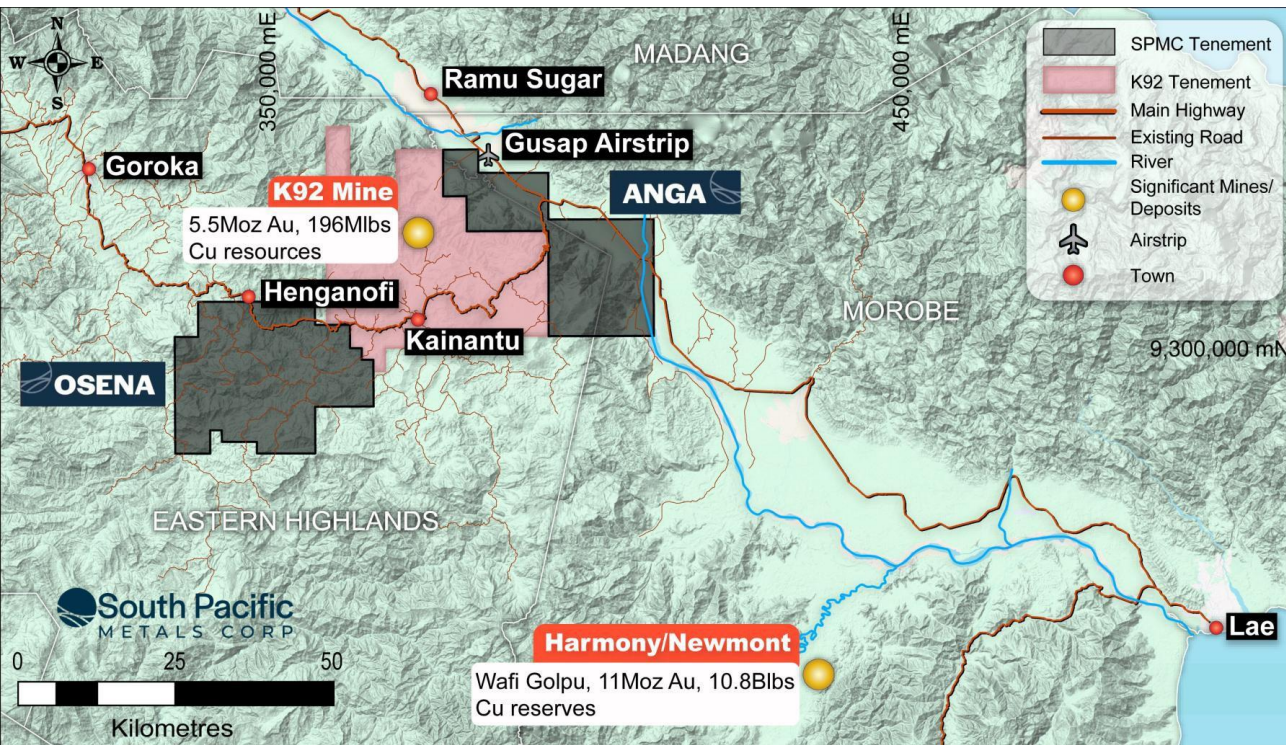 N
W
E
S
350,000 mE
450,000 mE
MADANG
Ramu Sugar
Gusap Airstrip
Goroka
K92 Mine
5.5Moz Au, 196Mlbs
Cu resources
ANGA
Henganofi
Kainantu
MOROBE
9,300,000 mN
OSENA
EASTERN HIGHLANDS
South Pacific
METALS CORP
0 25 50
Kilometres
Harmony/Newmont
Wafi Golpu, 11Moz Au, 10.8Blbs
Cu reserves
Lae
SPMC Tenement
K92 Tenement
Main Highway
Existing Road
River
Significant Mines/
Deposits
Airstrip
Town